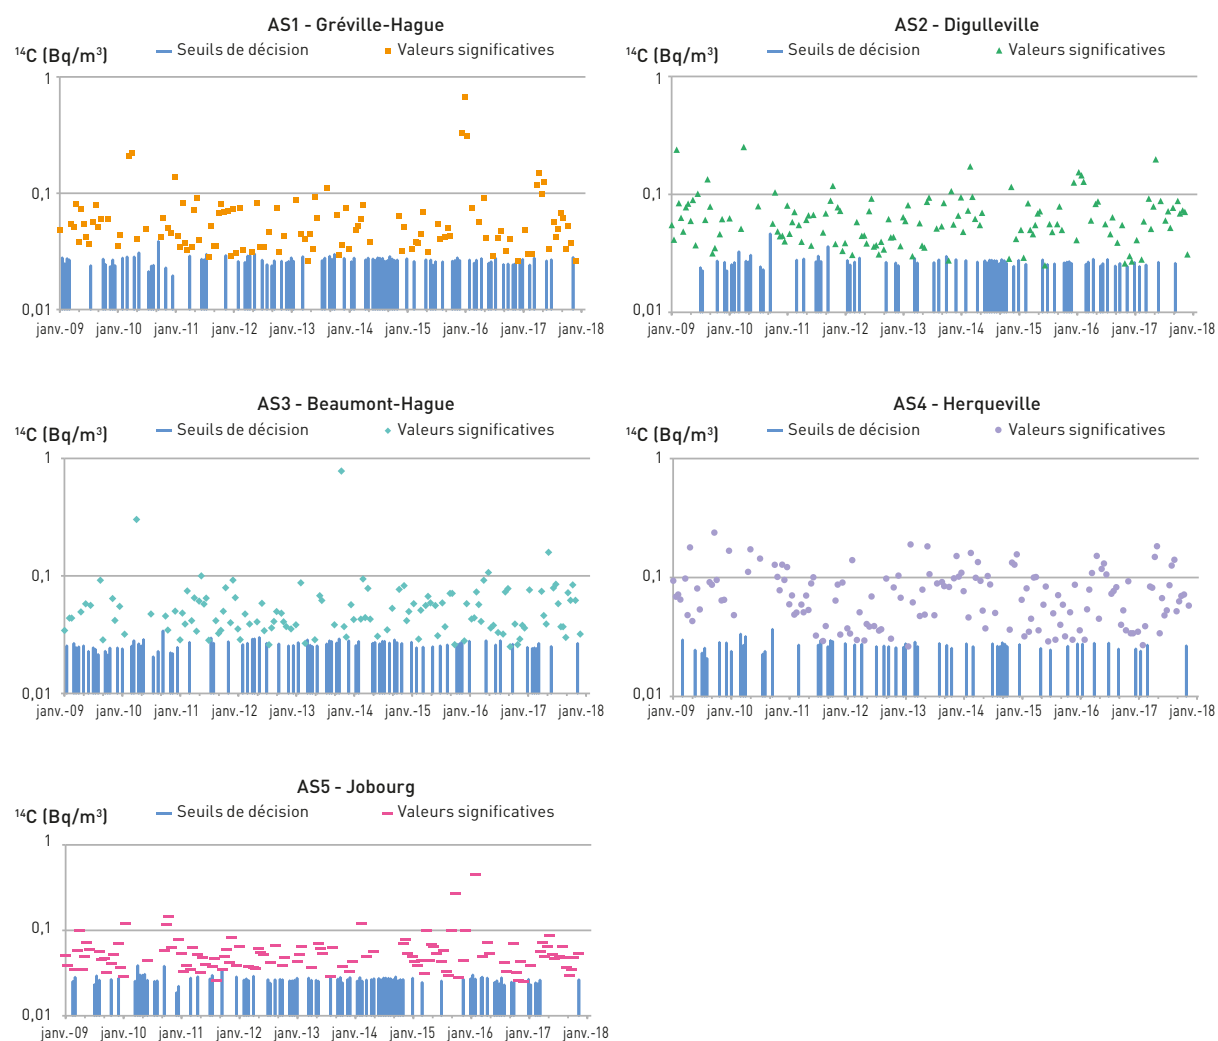 AS1 - Gréville-Hague
¹⁴C (Bq/m³)
Seuils de décision
Valeurs significatives
1
0,1
0,01
janv.-09 janv.-10 janv.-11 janv.-12 janv.-13 janv.-14 janv.-15 janv.-16 janv.-17 janv.-18
AS2 - Digulleville
¹⁴C (Bq/m³)
Seuils de décision
Valeurs significatives
1
0,1
0,01
janv.-09 janv.-10 janv.-11 janv.-12 janv.-13 janv.-14 janv.-15 janv.-16 janv.-17 janv.-18
AS3 - Beaumont-Hague
¹⁴C (Bq/m³)
Seuils de décision
Valeurs significatives
1
0,1
0,01
janv.-09 janv.-10 janv.-11 janv.-12 janv.-13 janv.-14 janv.-15 janv.-16 janv.-17 janv.-18
AS4 - Herqueville
¹⁴C (Bq/m³)
Seuils de décision
Valeurs significatives
1
0,1
0,01
janv.-09 janv.-10 janv.-11 janv.-12 janv.-13 janv.-14 janv.-15 janv.-16 janv.-17 janv.-18
AS5 - Jobourg
¹⁴C (Bq/m³)
Seuils de décision
Valeurs significatives
1
0,1
0,01
janv.-09 janv.-10 janv.-11 janv.-12 janv.-13 janv.-14 janv.-15 janv.-16 janv.-17 janv.-18